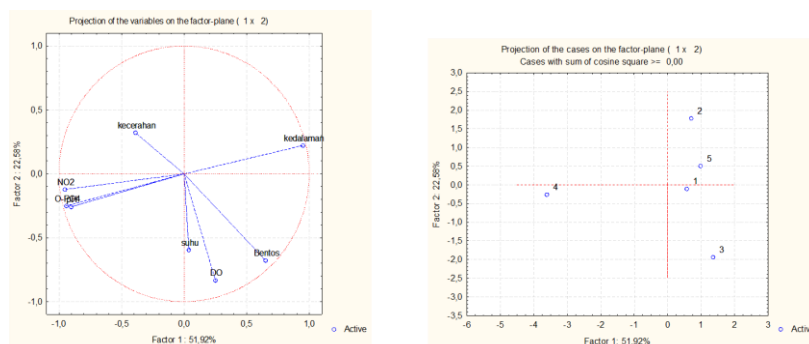 Projection of the variables on the factor-plane ( 1 x 2)
1,0
0,5
0,0
-0,5
-1,0
Factor 2 : 22,58%
kecerahan
kedalaman
NO2
suhu
DO
Bentos
-1,0 -0,5 0,0 0,5 1,0
Factor 1 : 51,92%
Active
Projection of the cases on the factor-plane ( 1 x 2)
Cases with sum of cosine square >= 0,00
3,0
2,5
2,0
1,5
1,0
0,5
0,0
-0,5
-1,0
-1,5
-2,0
-2,5
-3,0
-3,5
Factor 2: 22,58%
2
5
1
4
3
-6 -5 -4 -3 -2 -1 0 1 2 3
Factor 1: 51,92%
Activ